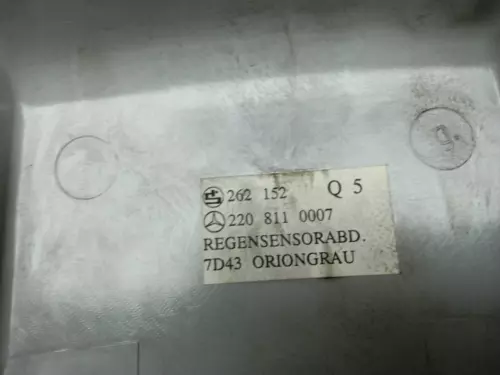 262 152 Q 5
220 811 0007
REGENSENSORABD.
7D43 ORIONGRAU